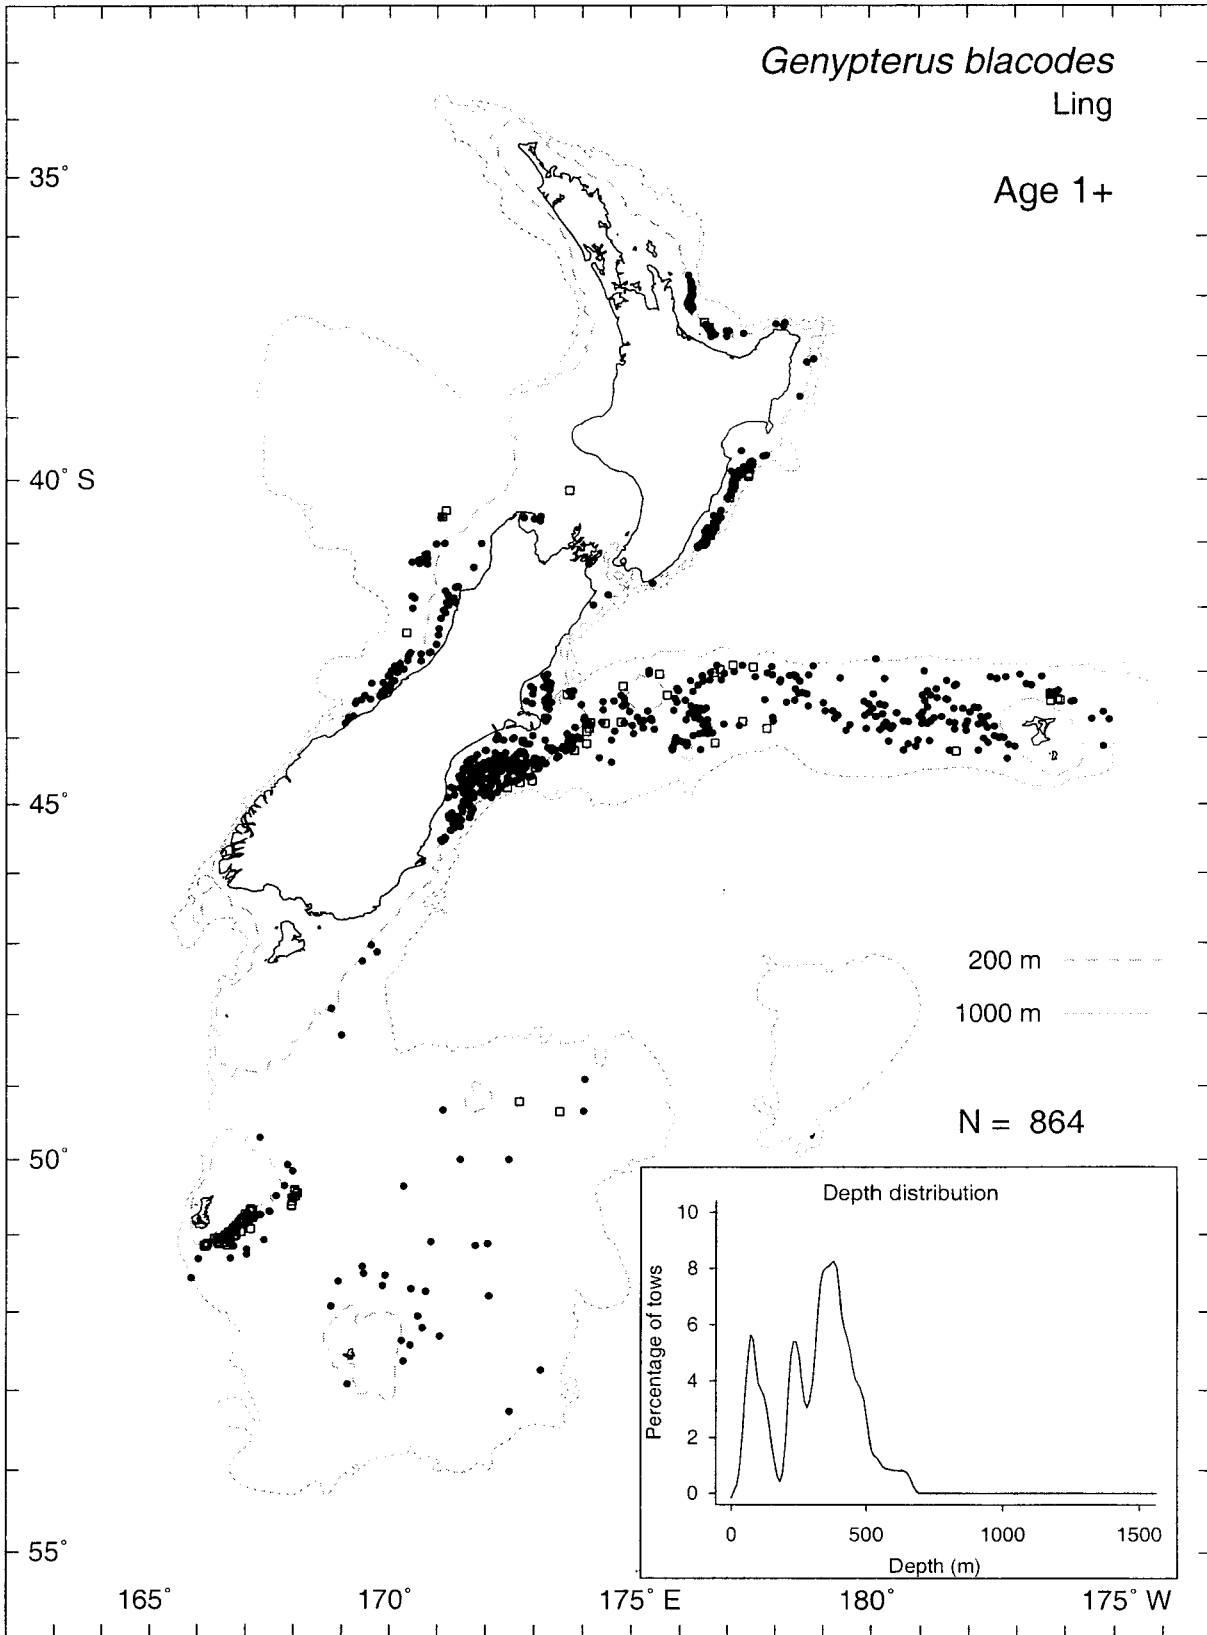 Genypterus blacodes
Ling
Age 1+
35°
40° S
45°
200 m
1000 m
N = 864
50°
Depth distribution
10
8
6
4
2
0
Percentage of tows
0 500 1000 1500
Depth (m)
55°
165° 170° 175° E 180° 175° W